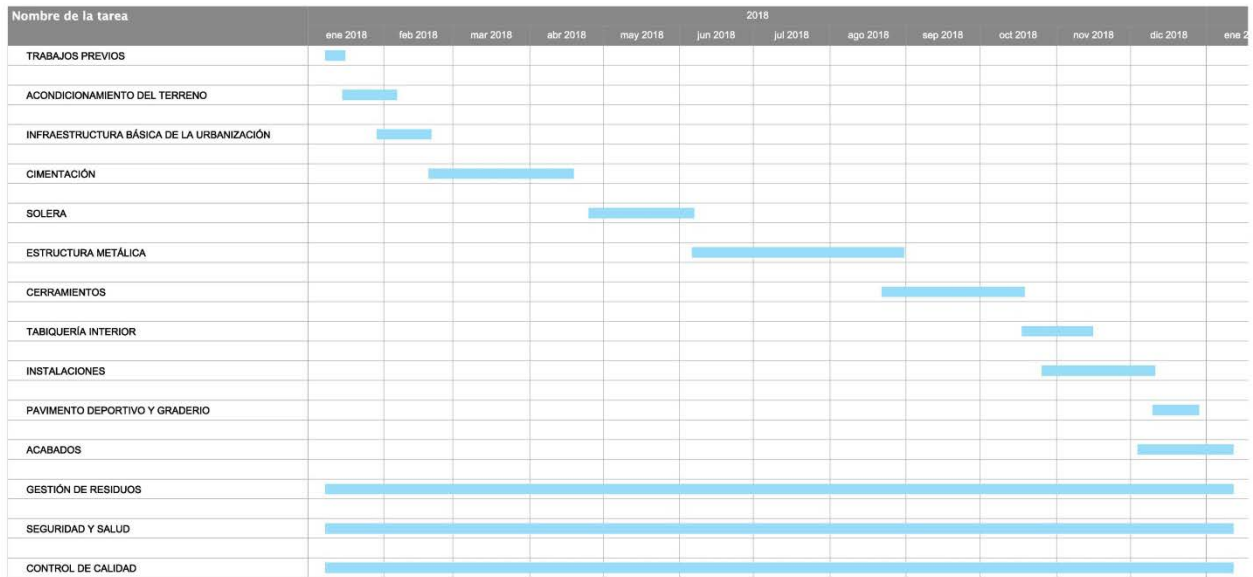 Nombre de la tarea
2018
ene 2018 feb 2018 mar 2018 abr 2018 may 2018 jun 2018 jul 2018 ago 2018 sep 2018 oct 2018 nov 2018 dic 2018 ene 2
TRABAJOS PREVIOS
ACONDICIONAMIENTO DEL TERRENO
INFRAESTRUCTURA BÁSICA DE LA URBANIZACIÓN
CIMENTACIÓN
SOLERA
ESTRUCTURA METÁLICA
CERRAMIENTOS
TABIQUERÍA INTERIOR
INSTALACIONES
PAVIMENTO DEPORTIVO Y GRADERIO
ACABADOS
GESTIÓN DE RESIDUOS
SEGURIDAD Y SALUD
CONTROL DE CALIDAD